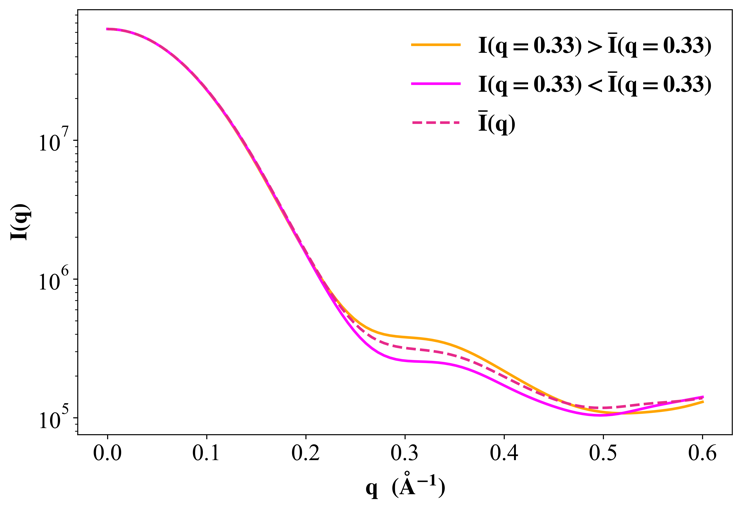 I(q = 0.33) > Ī(q = 0.33)
I(q = 0.33) < Ī(q = 0.33)
Ī(q)
I(q)
10⁷
10⁶
10⁵
0.0 0.1 0.2 0.3 0.4 0.5 0.6
q (Å⁻¹)